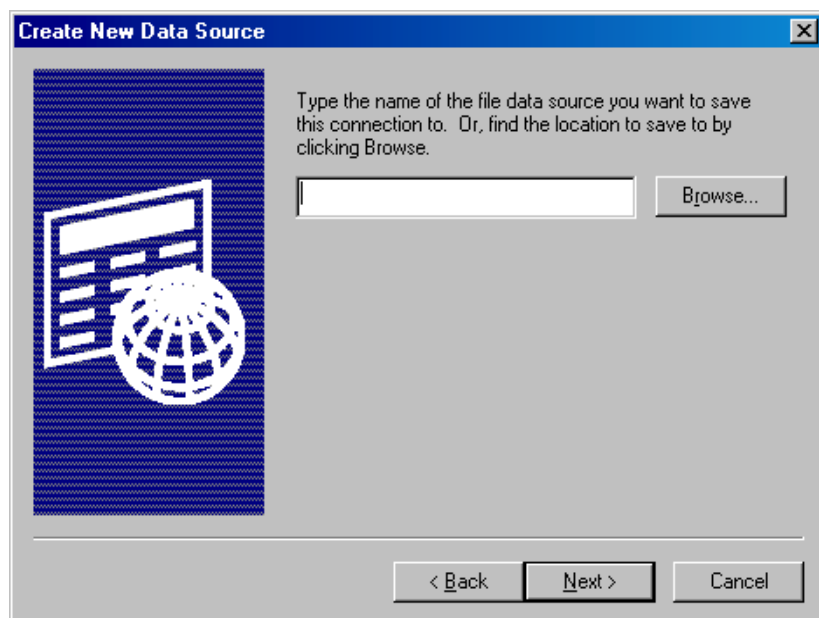 Create New Data Source
Type the name of the file data source you want to save
this connection to.  Or, find the location to save to by
clicking Browse.
Browse...
< Back
Next >
Cancel